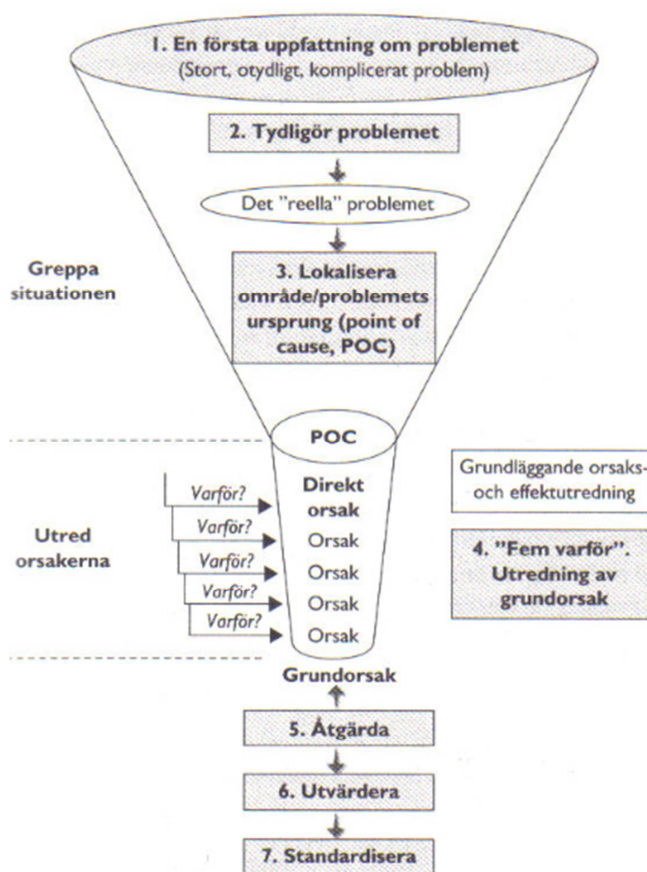 1. En första uppfattning om problemet
(Stort, otydligt, komplicerat problem)
2. Tydligör problemet
Det ”reella” problemet
Greppa
situationen
3. Lokalisera
område/problemets
ursprung (point of
cause, POC)
POC
Utred
orsakerna
Varför?
Varför?
Varför?
Varför?
Varför?
Direkt
orsak
Orsak
Orsak
Orsak
Orsak
Grundläggande orsaks-
och effektutredning
4. ”Fem varför”.
Utredning av
grundorsak
Grundorsak
5. Åtgärda
6. Utvärdera
7. Standardisera